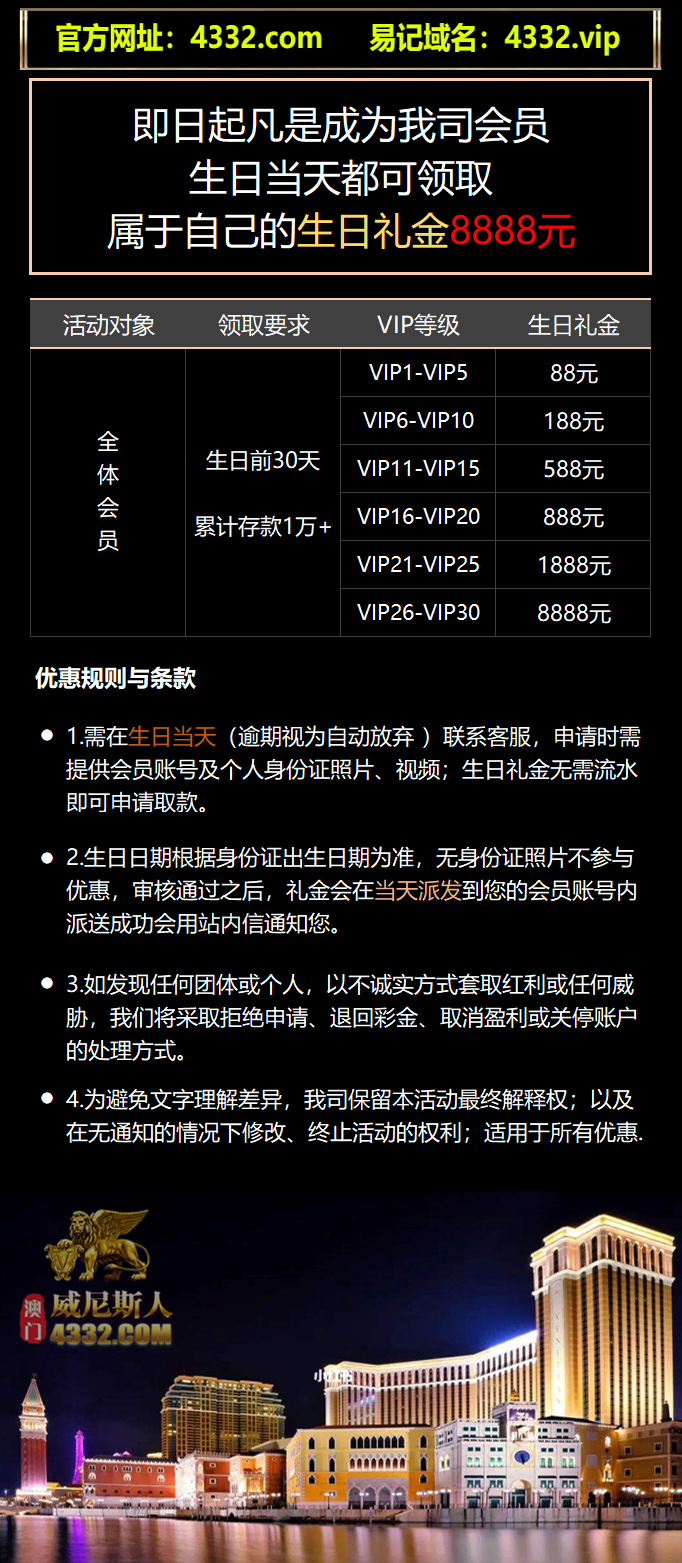 官方网址：4332.com 易记域名：4332.vip
即日起凡是成为我司会员
生日当天都可领取
属于自己的生日礼金8888元
活动对象 领取要求 VIP等级 生日礼金
全体会员
生日前30天
累计存款1万+
VIP1-VIP5 88元
VIP6-VIP10 188元
VIP11-VIP15 588元
VIP16-VIP20 888元
VIP21-VIP25 1888元
VIP26-VIP30 8888元
优惠规则与条款
1.需在生日当天（逾期视为自动放弃 ）联系客服，申请时需
提供会员账号及个人身份证照片、视频；生日礼金无需流水
即可申请取款。
2.生日日期根据身份证出生日期为准，无身份证照片不参与
优惠，审核通过之后，礼金会在当天派发到您的会员账号内
派送成功会用站内信通知您。
3.如发现任何团体或个人，以不诚实方式套取红利或任何威
胁，我们将采取拒绝申请、退回彩金、取消盈利或关停账户
的处理方式。
4.为避免文字理解差异，我司保留本活动最终解释权；以及
在无通知的情况下修改、终止活动的权利；适用于所有优惠.
澳门
威尼斯人
4332.COM